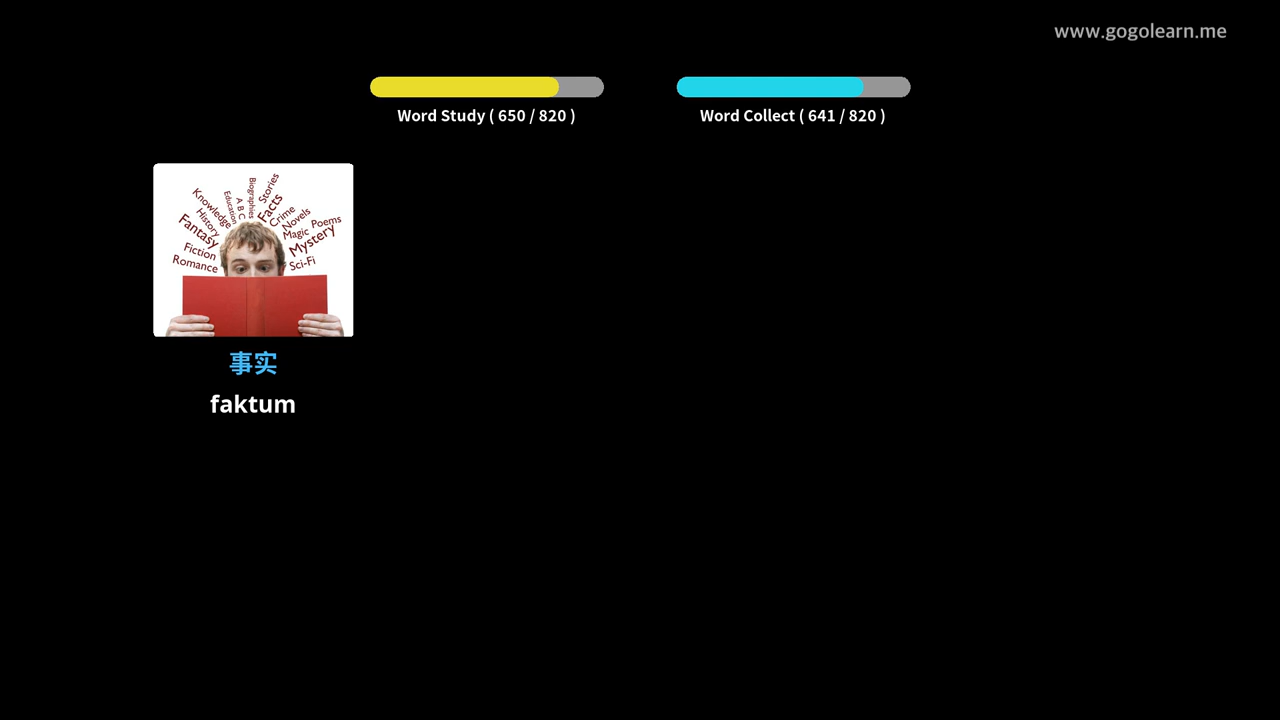 www.gogolearn.me
Word Study ( 650 / 820 )
Word Collect ( 641 / 820 )
Knowledge
History
Fantasy
Fiction
Romance
Education
A B C
Biographies
Stories
Facts
Crime
Novels
Magic
Poems
Mystery
Sci-Fi
事实
faktum